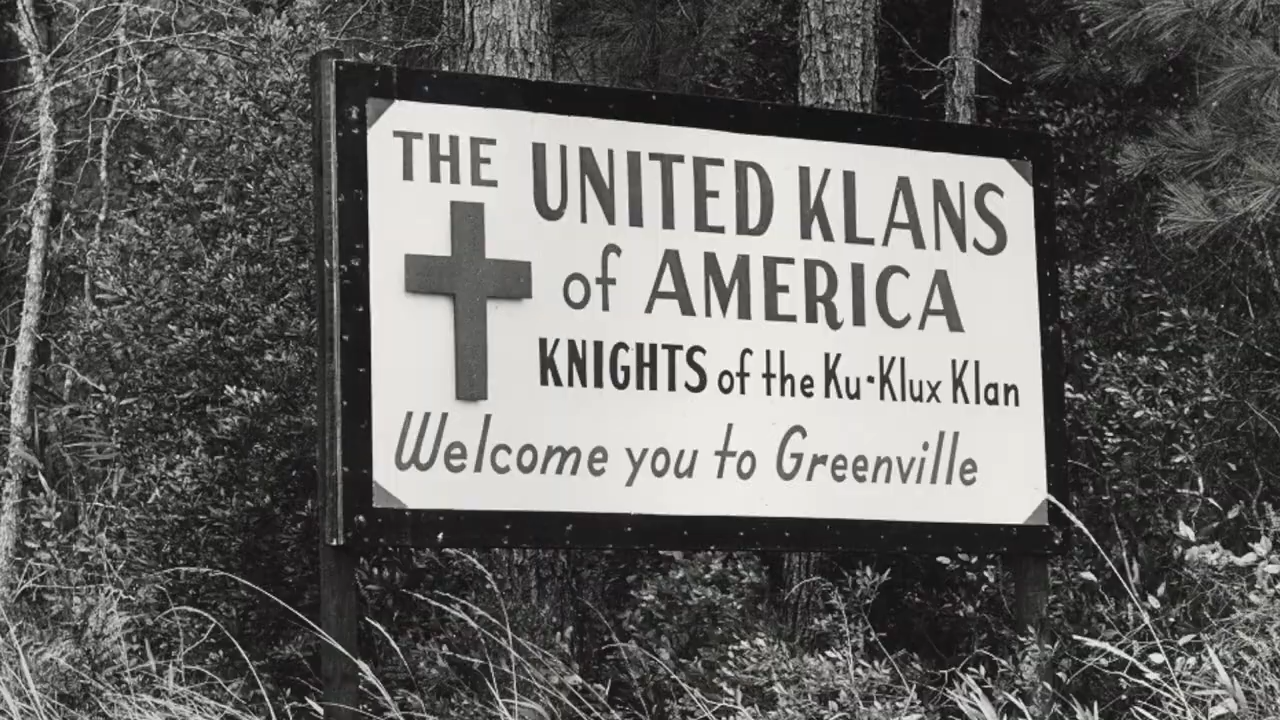 THE UNITED KLANS
of AMERICA
KNIGHTS of the Ku·Klux Klan
Welcome you to Greenville